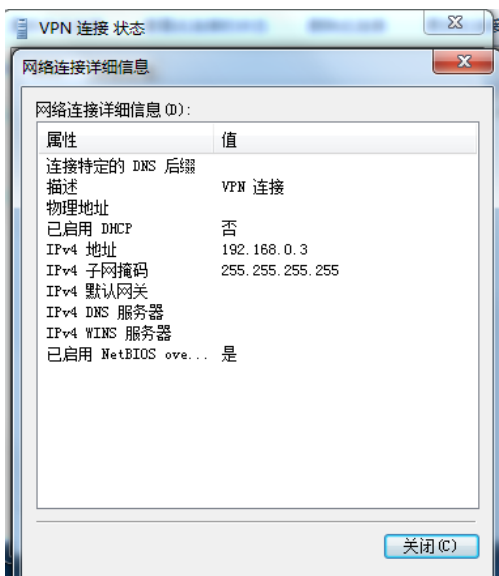 VPN 连接 状态
网络连接详细信息
网络连接详细信息(D):
属性 值
连接特定的 DNS 后缀
描述 VPN 连接
物理地址
已启用 DHCP 否
IPv4 地址 192.168.0.3
IPv4 子网掩码 255.255.255.255
IPv4 默认网关
IPv4 DNS 服务器
IPv4 WINS 服务器
已启用 NetBIOS ove... 是
关闭(C)